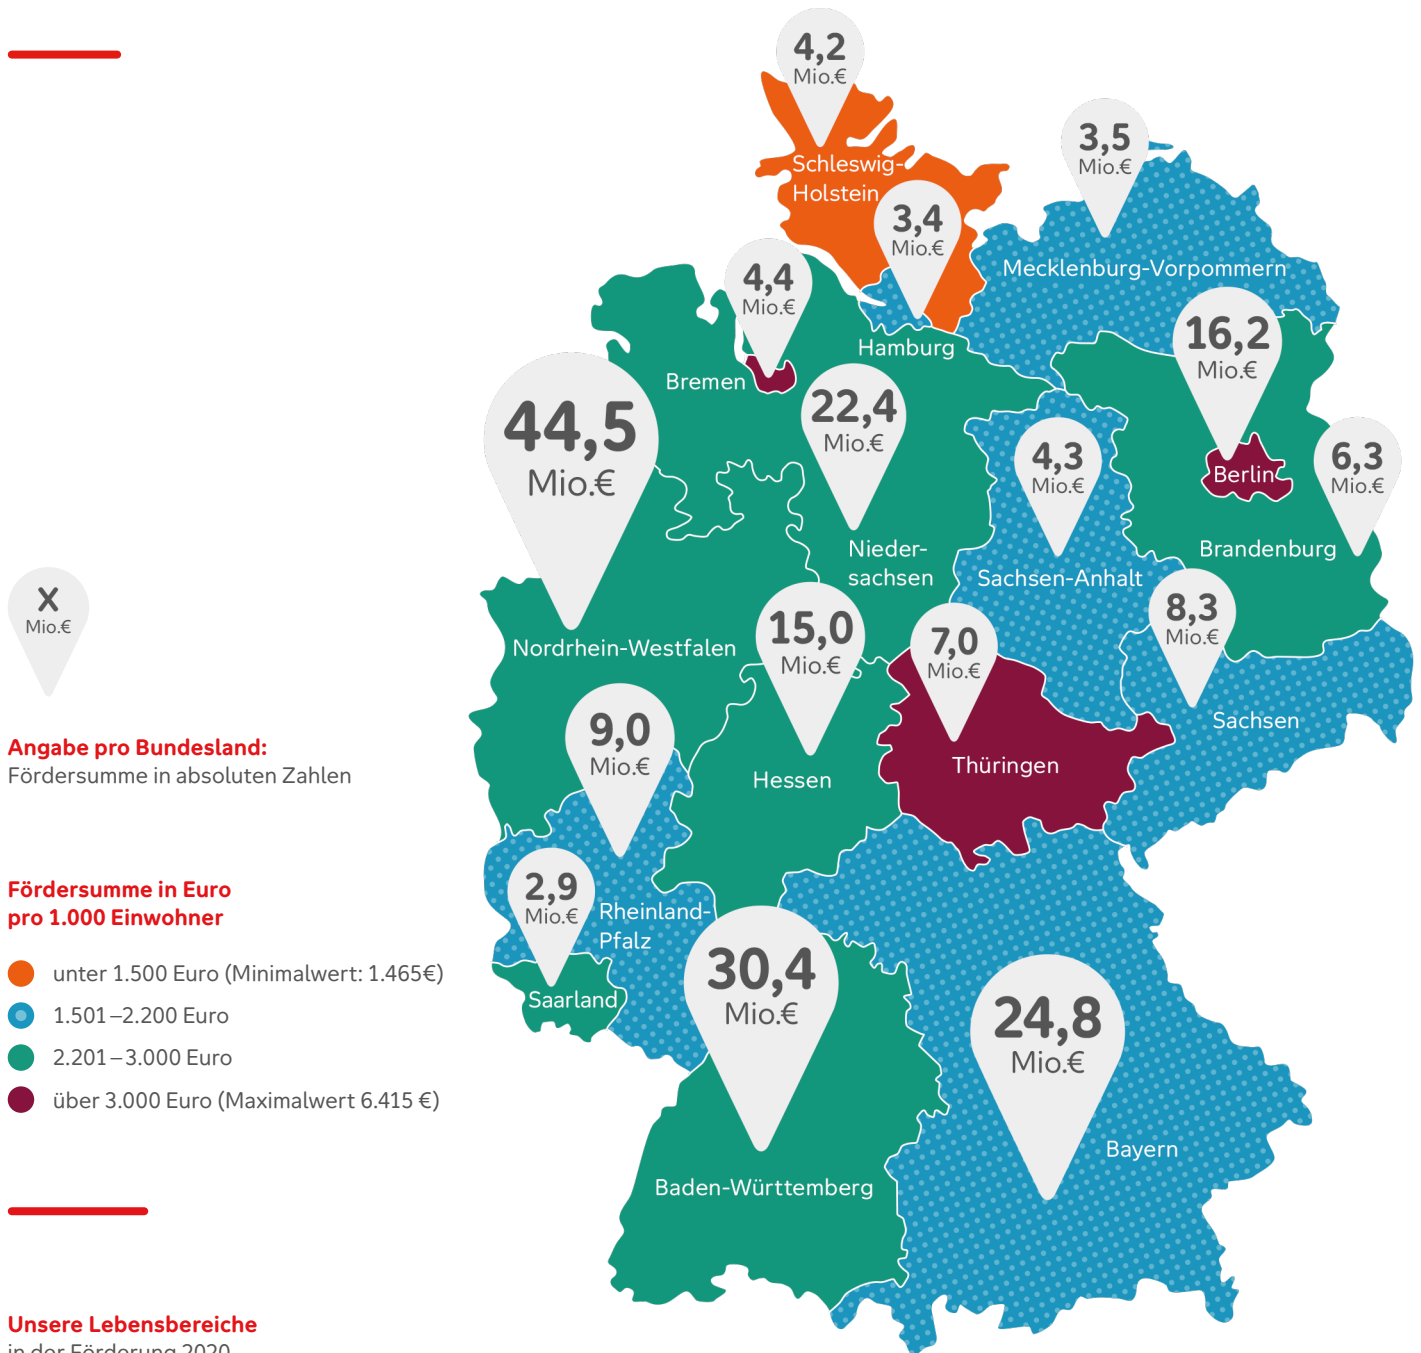 4,2
Mio.€
Schleswig-
Holstein
3,5
Mio.€
3,4
Mio.€
Mecklenburg-Vorpommern
4,4
Mio.€
Hamburg
Bremen
16,2
Mio.€
44,5
Mio.€
22,4
Mio.€
4,3
Mio.€
Berlin
6,3
Mio.€
Nieder-
sachsen
Brandenburg
Sachsen-Anhalt
X
Mio.€
Nordrhein-Westfalen
15,0
Mio.€
7,0
Mio.€
8,3
Mio.€
Sachsen
9,0
Mio.€
Hessen
Thüringen
Angabe pro Bundesland:
Fördersumme in absoluten Zahlen
Fördersumme in Euro
pro 1.000 Einwohner
unter 1.500 Euro (Minimalwert: 1.465€)
1.501–2.200 Euro
2.201–3.000 Euro
über 3.000 Euro (Maximalwert 6.415 €)
2,9
Mio.€
Rheinland-
Pfalz
Saarland
30,4
Mio.€
24,8
Mio.€
Bayern
Baden-Württemberg
Unsere Lebensbereiche
in der Förderung 2020